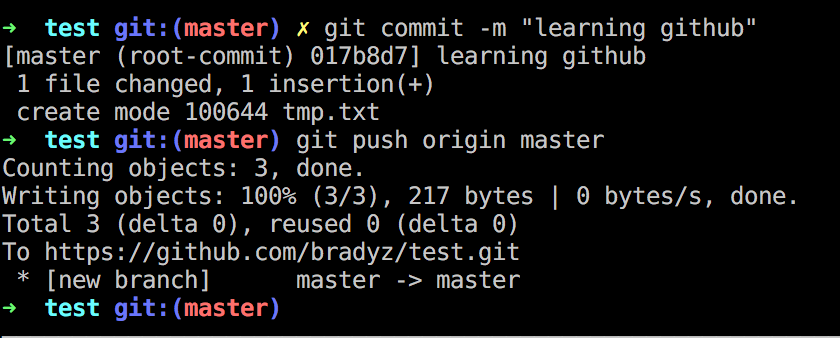 ➜  test git:(master) ✗ git commit -m "learning github"
[master (root-commit) 017b8d7] learning github
 1 file changed, 1 insertion(+)
 create mode 100644 tmp.txt
➜  test git:(master) git push origin master
Counting objects: 3, done.
Writing objects: 100% (3/3), 217 bytes | 0 bytes/s, done.
Total 3 (delta 0), reused 0 (delta 0)
To https://github.com/bradyz/test.git
 * [new branch]      master -> master
➜  test git:(master)